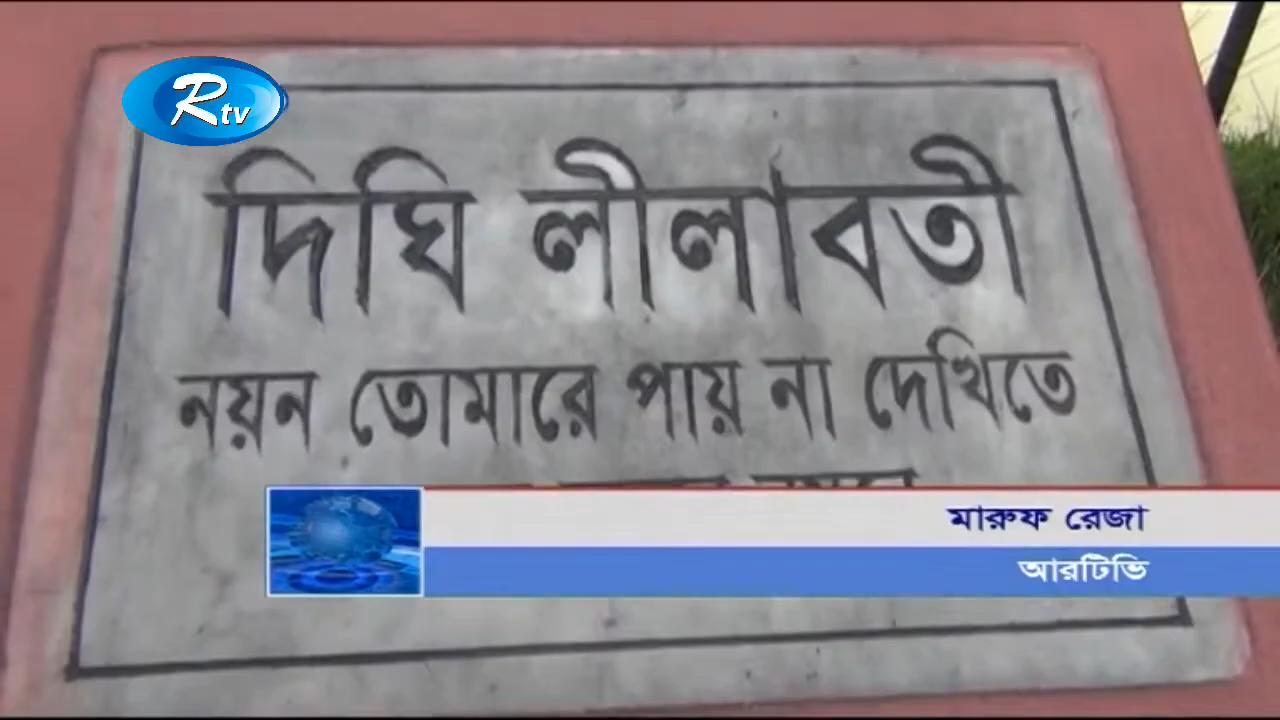 Rtv
দিঘি লীলাবতী
নয়ন তোমারে পায় না দেখিতে
মারুফ রেজা
আরটিভি